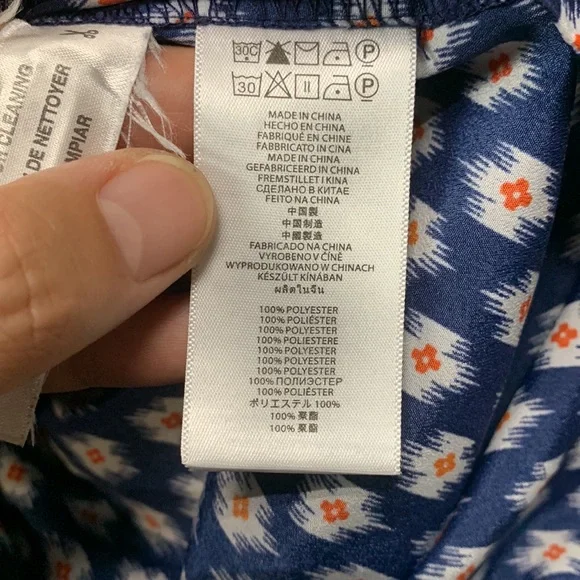 CLEANING
DE NETTOYER
30C P
30 P
MADE IN CHINA
HECHO EN CHINA
FABRIQUÉ EN CHINE
FABBRICATO IN CINA
MADE IN CHINA
GEFABRICEERD IN CHINA
FREMSTILLET I KINA
СДЕЛАНО В КИТАЕ
FEITO NA CHINA
中国製
中国制造
中國製造
FABRICADO NA CHINA
VYROBENO V ČÍNĚ
WYPRODUKOWANO W CHINACH
KÉSZÜLT KÍNÁBAN
ผลิตในจีน
100% POLYESTER
100% POLIÉSTER
100% POLYESTER
100% POLIESTERE
100% POLYESTER
100% POLYESTER
100% POLYESTER
100% ПОЛИЭСТЕР
ポリエステル 100%
100% 聚酯
100% 聚酯